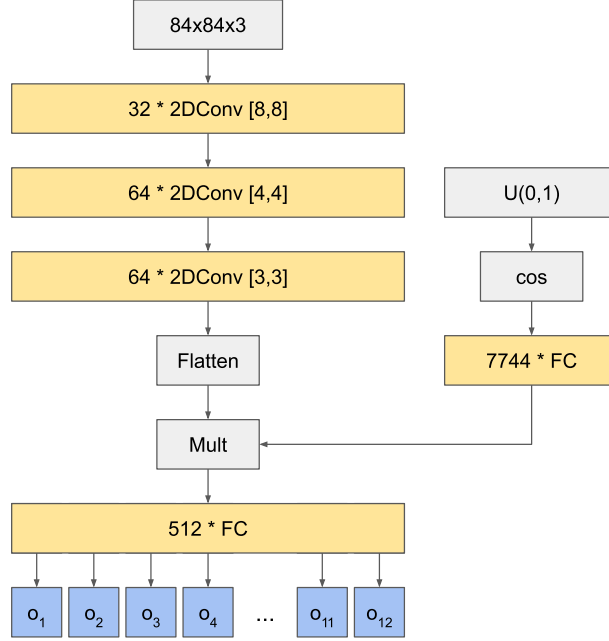 84x84x3
32 * 2DConv [8,8]
64 * 2DConv [4,4]
U(0,1)
64 * 2DConv [3,3]
cos
Flatten
7744 * FC
Mult
512 * FC
o1 o2 o3 o4 ... o11 o12